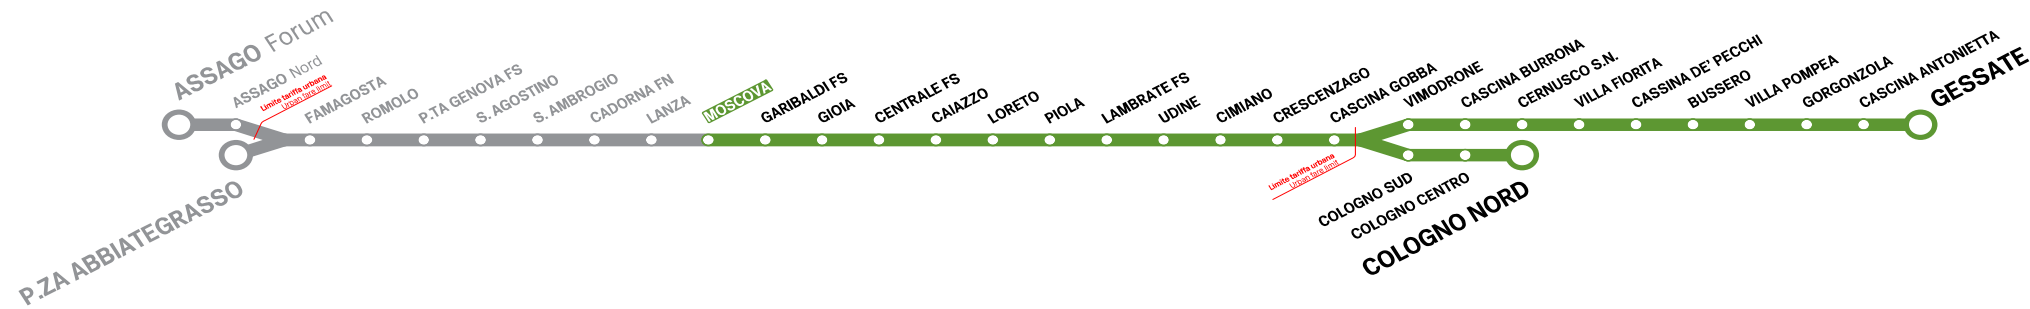 ASSAGO Forum
ASSAGO Nord
Limite tariffa urbana
Urban fare limit
P.ZA ABBIATEGRASSO
FAMAGOSTA
ROMOLO
P.TA GENOVA FS
S. AGOSTINO
S. AMBROGIO
CADORNA FN
LANZA
MOSCOVA
GARIBALDI FS
GIOIA
CENTRALE FS
CAIAZZO
LORETO
PIOLA
LAMBRATE FS
UDINE
CIMIANO
CRESCENZAGO
CASCINA GOBBA
Limite tariffa urbana
Urban fare limit
VIMODRONE
CASCINA BURRONA
CERNUSCO S.N.
VILLA FIORITA
CASSINA DE' PECCHI
BUSSERO
VILLA POMPEA
GORGONZOLA
CASCINA ANTONIETTA
GESSATE
COLOGNO SUD
COLOGNO CENTRO
COLOGNO NORD